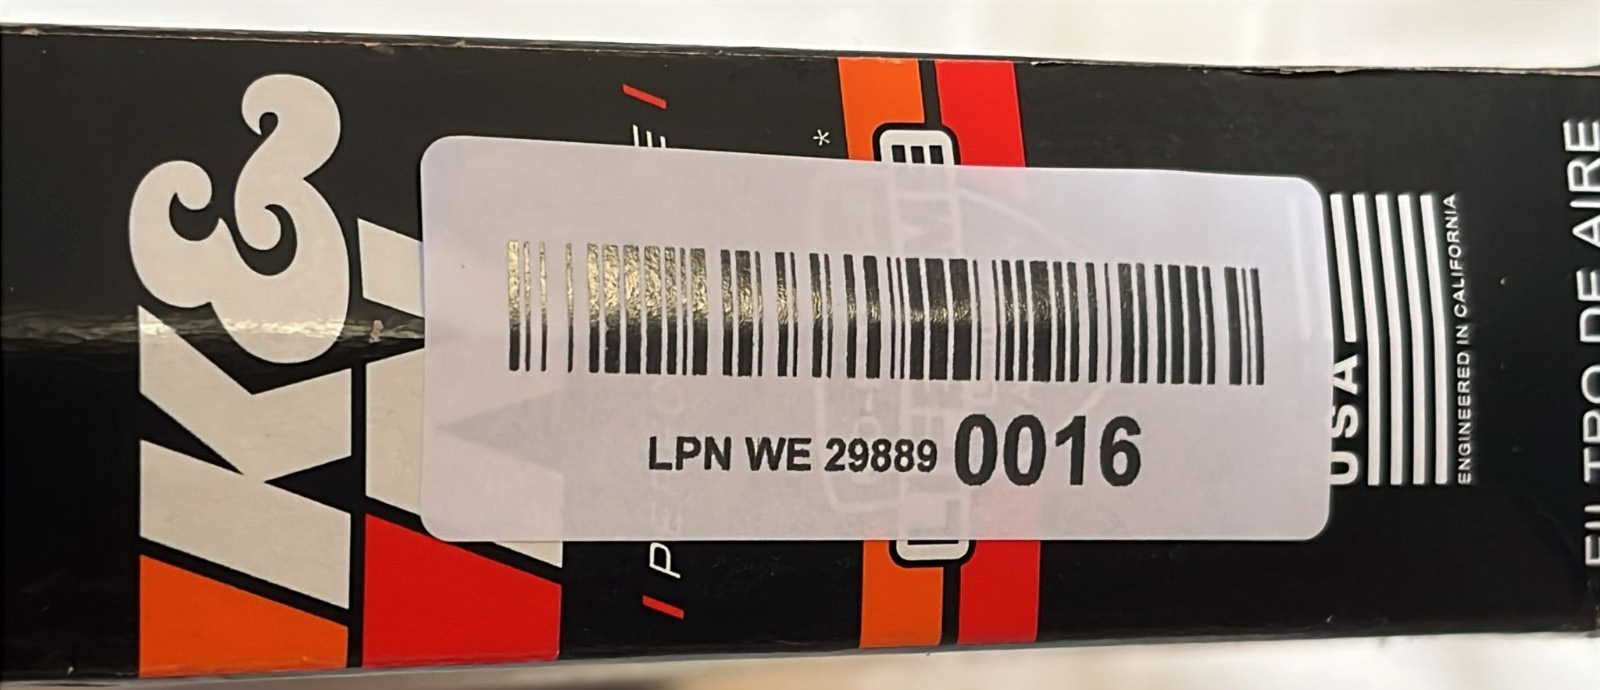 K&
LPN WE 29889 0016
USA
ENGINEERED IN CALIFORNIA
FILTRO DE AIRE